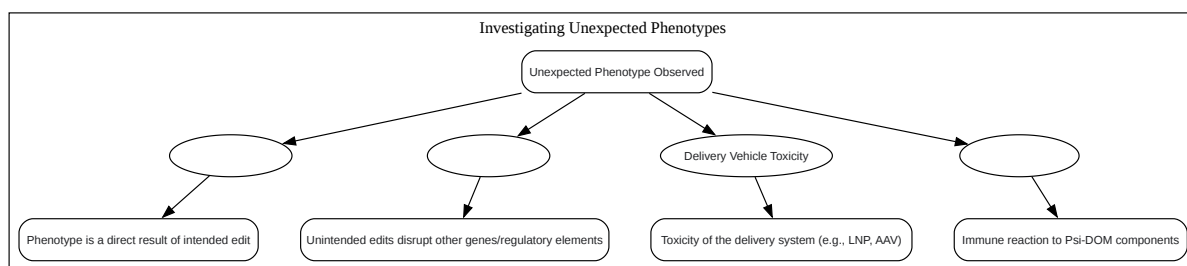 Investigating Unexpected Phenotypes
Unexpected Phenotype Observed
Delivery Vehicle Toxicity
Phenotype is a direct result of intended edit
Unintended edits disrupt other genes/regulatory elements
Toxicity of the delivery system (e.g., LNP, AAV)
Immune reaction to Psi-DOM components